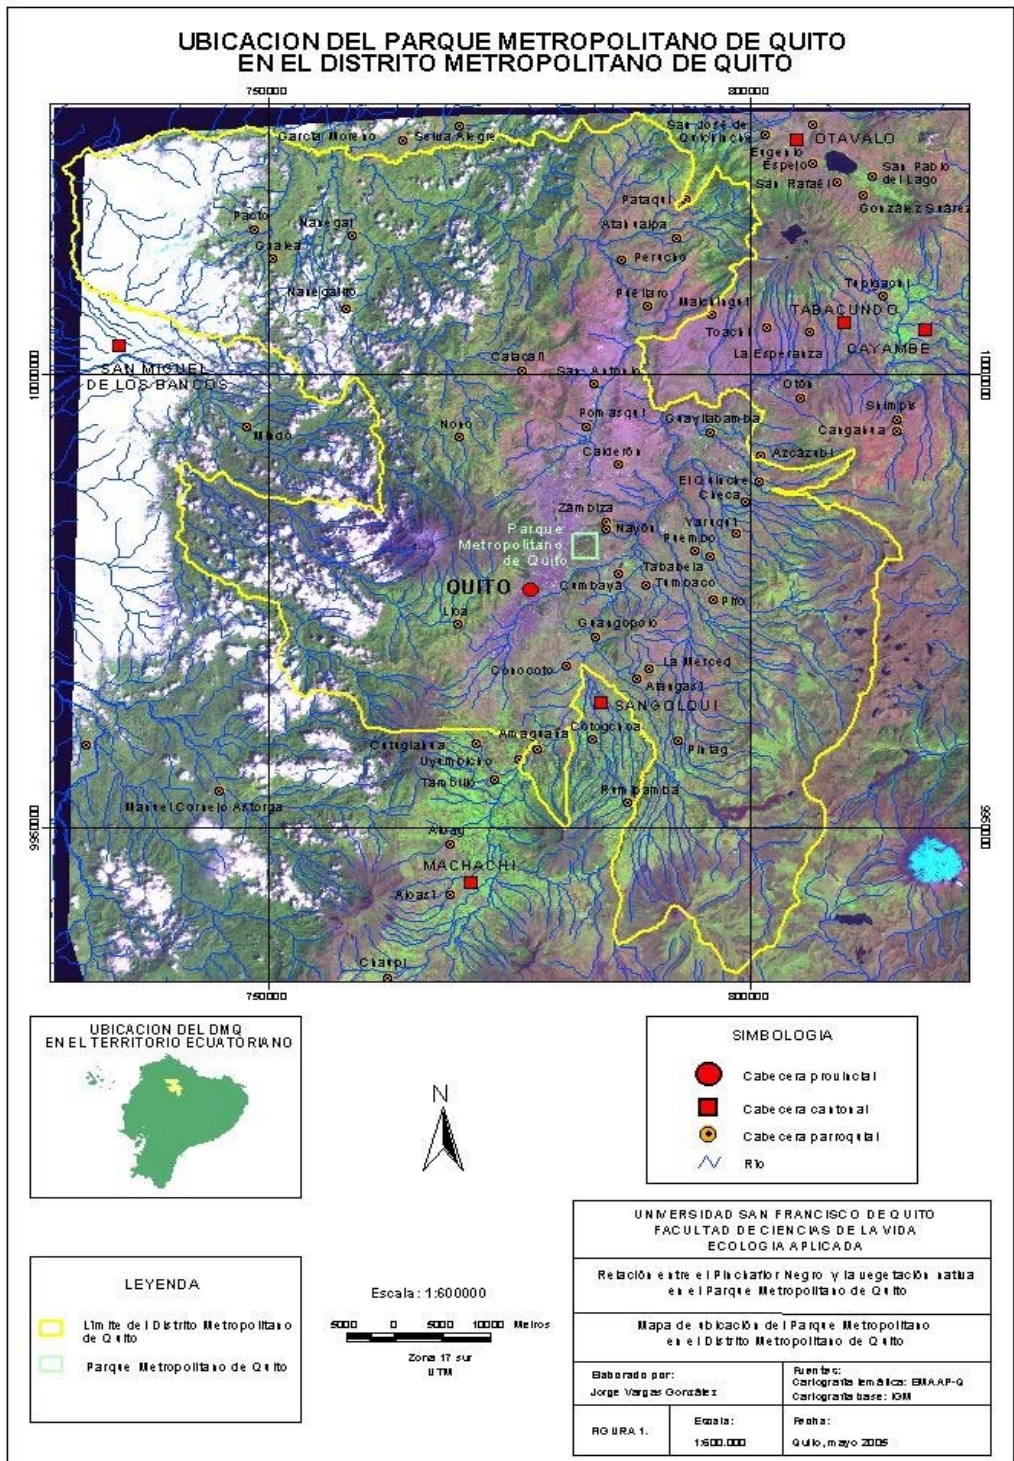 UBICACION DEL PARQUE METROPOLITANO DE QUITO
EN EL DISTRITO METROPOLITANO DE QUITO
750000
800000
García Moreno
Selva Alegre
San José de
Quichinche
OTAVALO
Eugenio
Espejo
San Pablo
del Lago
San Rafael
González Suárez
Pataquí
Pacto
Nanegal
Atahualpa
Gualea
Perucho
Nanegalito
Puéllaro
Malchinguí
Tupigachi
TABACUNDO
Toachi
La Esperanza
CAYAMBE
SAN MIGUEL
DE LOS BANCOS
Calacalí
San Antonio
10000000
10000000
Otón
Mindo
Nono
Pomasqui
Guayllabamba
Cangahua
Calderón
Azcázubi
El Quinche
Checa
Zámbiza
Nayón
Yaruquí
Parque
Metropolitano
de Quito
Puembo
Tababela
QUITO
Cumbayá
Tumbaco
Pifo
Lloa
Guangopolo
Conocoto
La Merced
Alangasí
SANGOLQUI
Cutuglahua
Amaguaña
Cotogchoa
Pintag
Uyumbicho
Tambillo
Manuel Cornejo Astorga
Rumipamba
9950000
9950000
Aloag
MACHACHI
Aloasí
Chaupi
750000
800000
UBICACION DEL DMQ
EN EL TERRITORIO ECUATORIANO
N
SIMBOLOGIA
Cabecera provincial
Cabecera cantonal
Cabecera parroquial
Río
LEYENDA
Límite del Distrito Metropolitano
de Quito
Parque Metropolitano de Quito
Escala: 1:600000
5000 0 5000 10000 Metros
Zona 17 sur
UTM
UNIVERSIDAD SAN FRANCISCO DE QUITO
FACULTAD DE CIENCIAS DE LA VIDA
ECOLOGIA APLICADA
Relación entre el Pinchaflor Negro y la vegetación nativa
en el Parque Metropolitano de Quito
Mapa de ubicación del Parque Metropolitano
en el Distrito Metropolitano de Quito
Elaborado por:
Jorge Vargas González
Fuentes:
Cartografía temática: EMAAP-Q
Cartografía base: IGM
FIGURA 1.
Escala:
1:600.000
Fecha:
Quito, mayo 2005